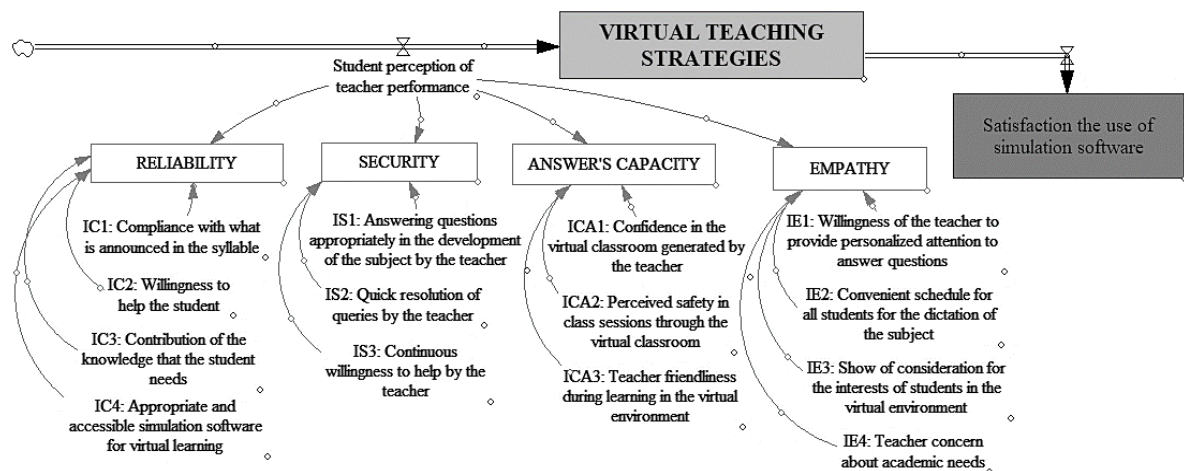 VIRTUAL TEACHING
STRATEGIES
Student perception of
teacher performance
Satisfaction the use of
simulation software
RELIABILITY
SECURITY
ANSWER'S CAPACITY
EMPATHY
IC1: Compliance with what
is announced in the syllable
IC2: Willingness to
help the student
IC3: Contribution of the
knowledge that the student
needs
IC4: Appropriate and
accessible simulation software
for virtual learning
IS1: Answering questions
appropriately in the development
of the subject by the teacher
IS2: Quick resolution of
queries by the teacher
IS3: Continuous
willingness to help by the
teacher
ICA1: Confidence in the
virtual classroom generated by
the teacher
ICA2: Perceived safety in
class sessions through the
virtual classroom
ICA3: Teacher friendliness
during learning in the virtual
environment
IE1: Willingness of the teacher to
provide personalized attention to
answer questions
IE2: Convenient schedule for
all students for the dictation of
the subject
IE3: Show of consideration for
the interests of students in the
virtual environment
IE4: Teacher concern
about academic needs